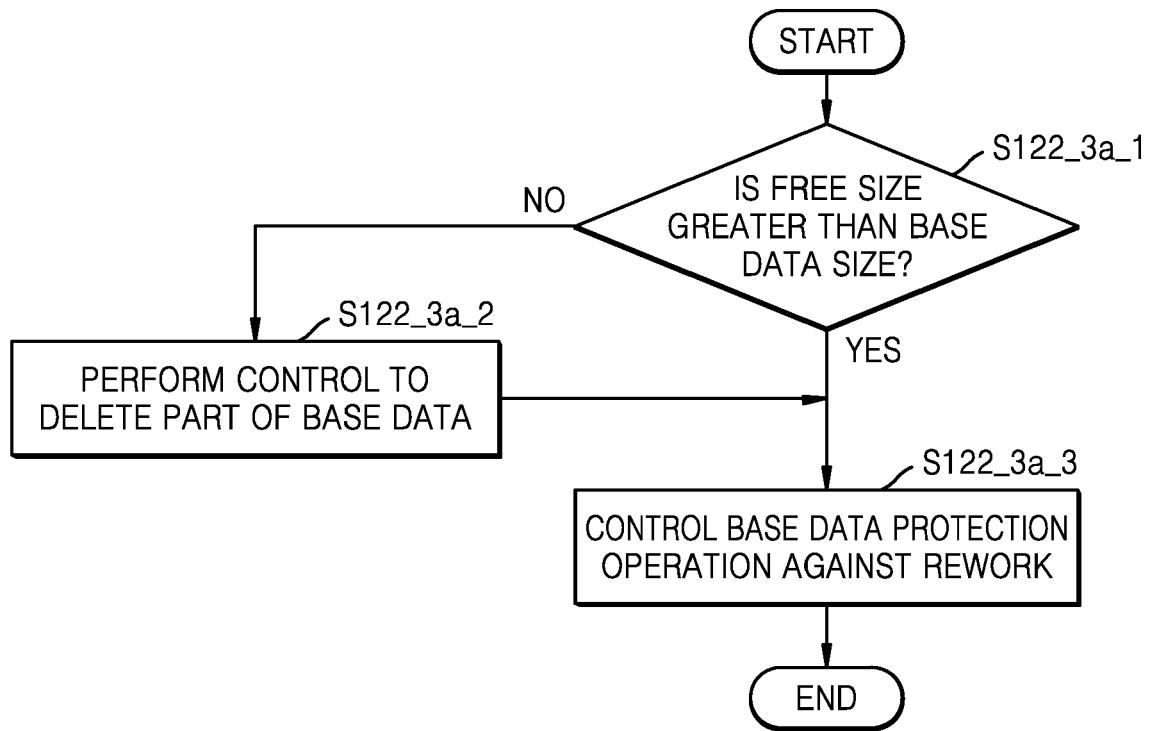 START
S122_3a_1
IS FREE SIZE
GREATER THAN BASE
DATA SIZE?
NO
YES
S122_3a_2
PERFORM CONTROL TO
DELETE PART OF BASE DATA
S122_3a_3
CONTROL BASE DATA PROTECTION
OPERATION AGAINST REWORK
END